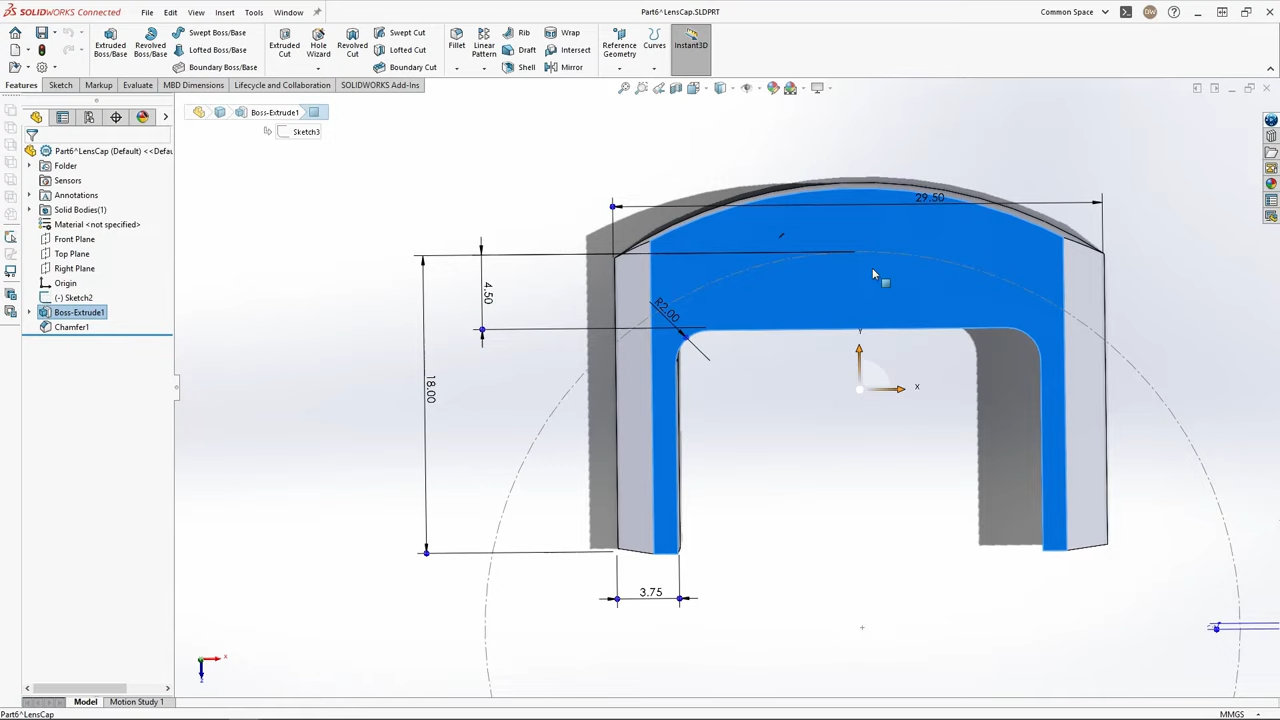 SOLIDWORKS CONNECTED
File Edit View Insert Tools Window
Part6^LensCap.SLDPRT
Common Space
OW
Extruded Boss/Base
Revolved Boss/Base
Swept Boss/Base
Lofted Boss/Base
Boundary Boss/Base
Extruded Cut
Hole Wizard
Revolved Cut
Swept Cut
Lofted Cut
Boundary Cut
Fillet
Linear Pattern
Rib
Draft
Shell
Wrap
Intersect
Mirror
Reference Geometry
Curves
Instant3D
Features Sketch Markup Evaluate MBD Dimensions Lifecycle and Collaboration SOLIDWORKS Add-Ins
Boss-Extrude1
Sketch3
Part6^LensCap (Default) <<Defau
Folder
Sensors
Annotations
Solid Bodies(1)
Material <not specified>
Front Plane
Top Plane
Right Plane
Origin
(-) Sketch2
Boss-Extrude1
Chamfer1
29.50
4.50
R2.00
18.00
3.75
Y
X
x
z
Model Motion Study 1
Part6^LensCap
MMGS